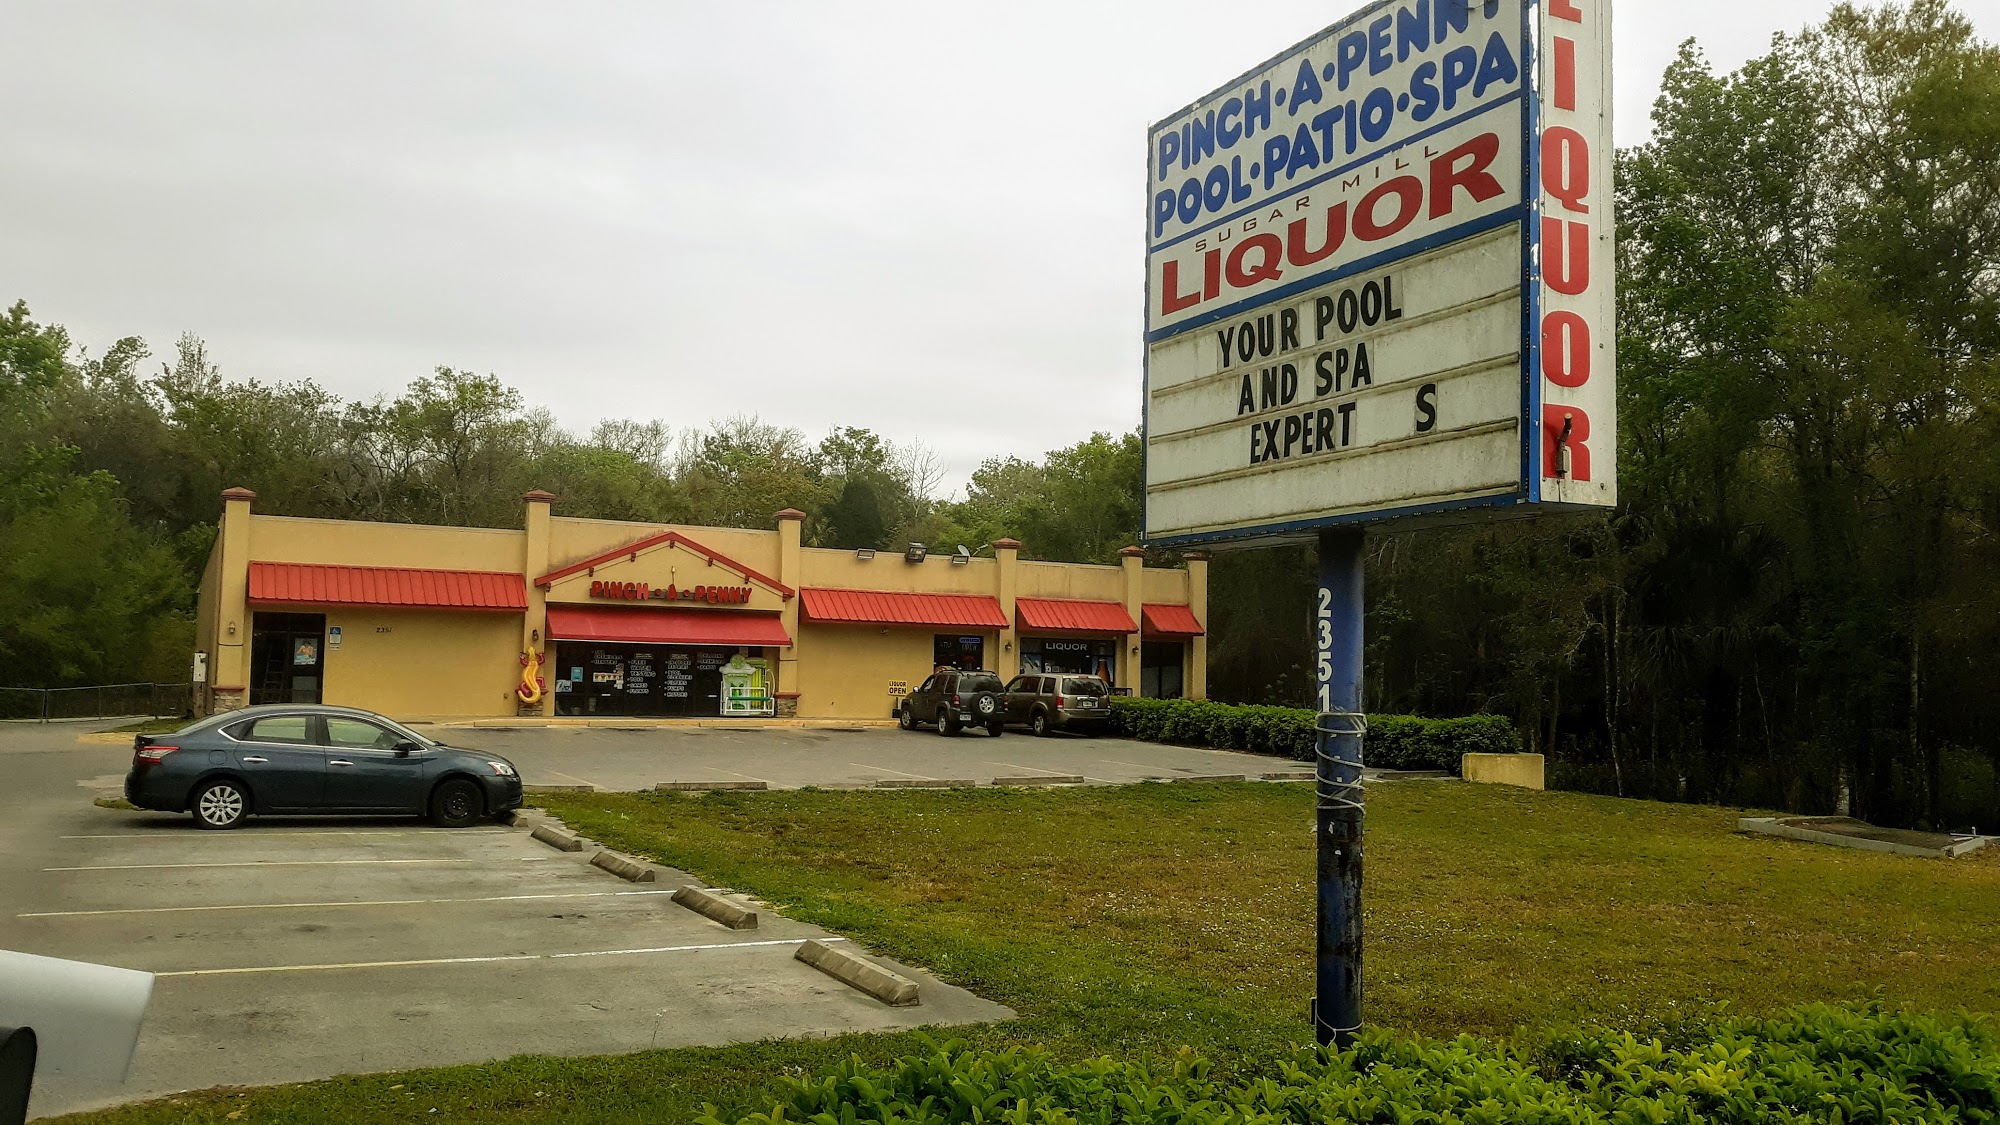 PINCH·A·PENNY
POOL·PATIO·SPA
SUGAR MILL
LIQUOR
YOUR POOL
AND SPA
EXPERT S
LIQUOR
2351
PINCH·A·PENNY
2351
LIQUOR
LIQUOR
OPEN